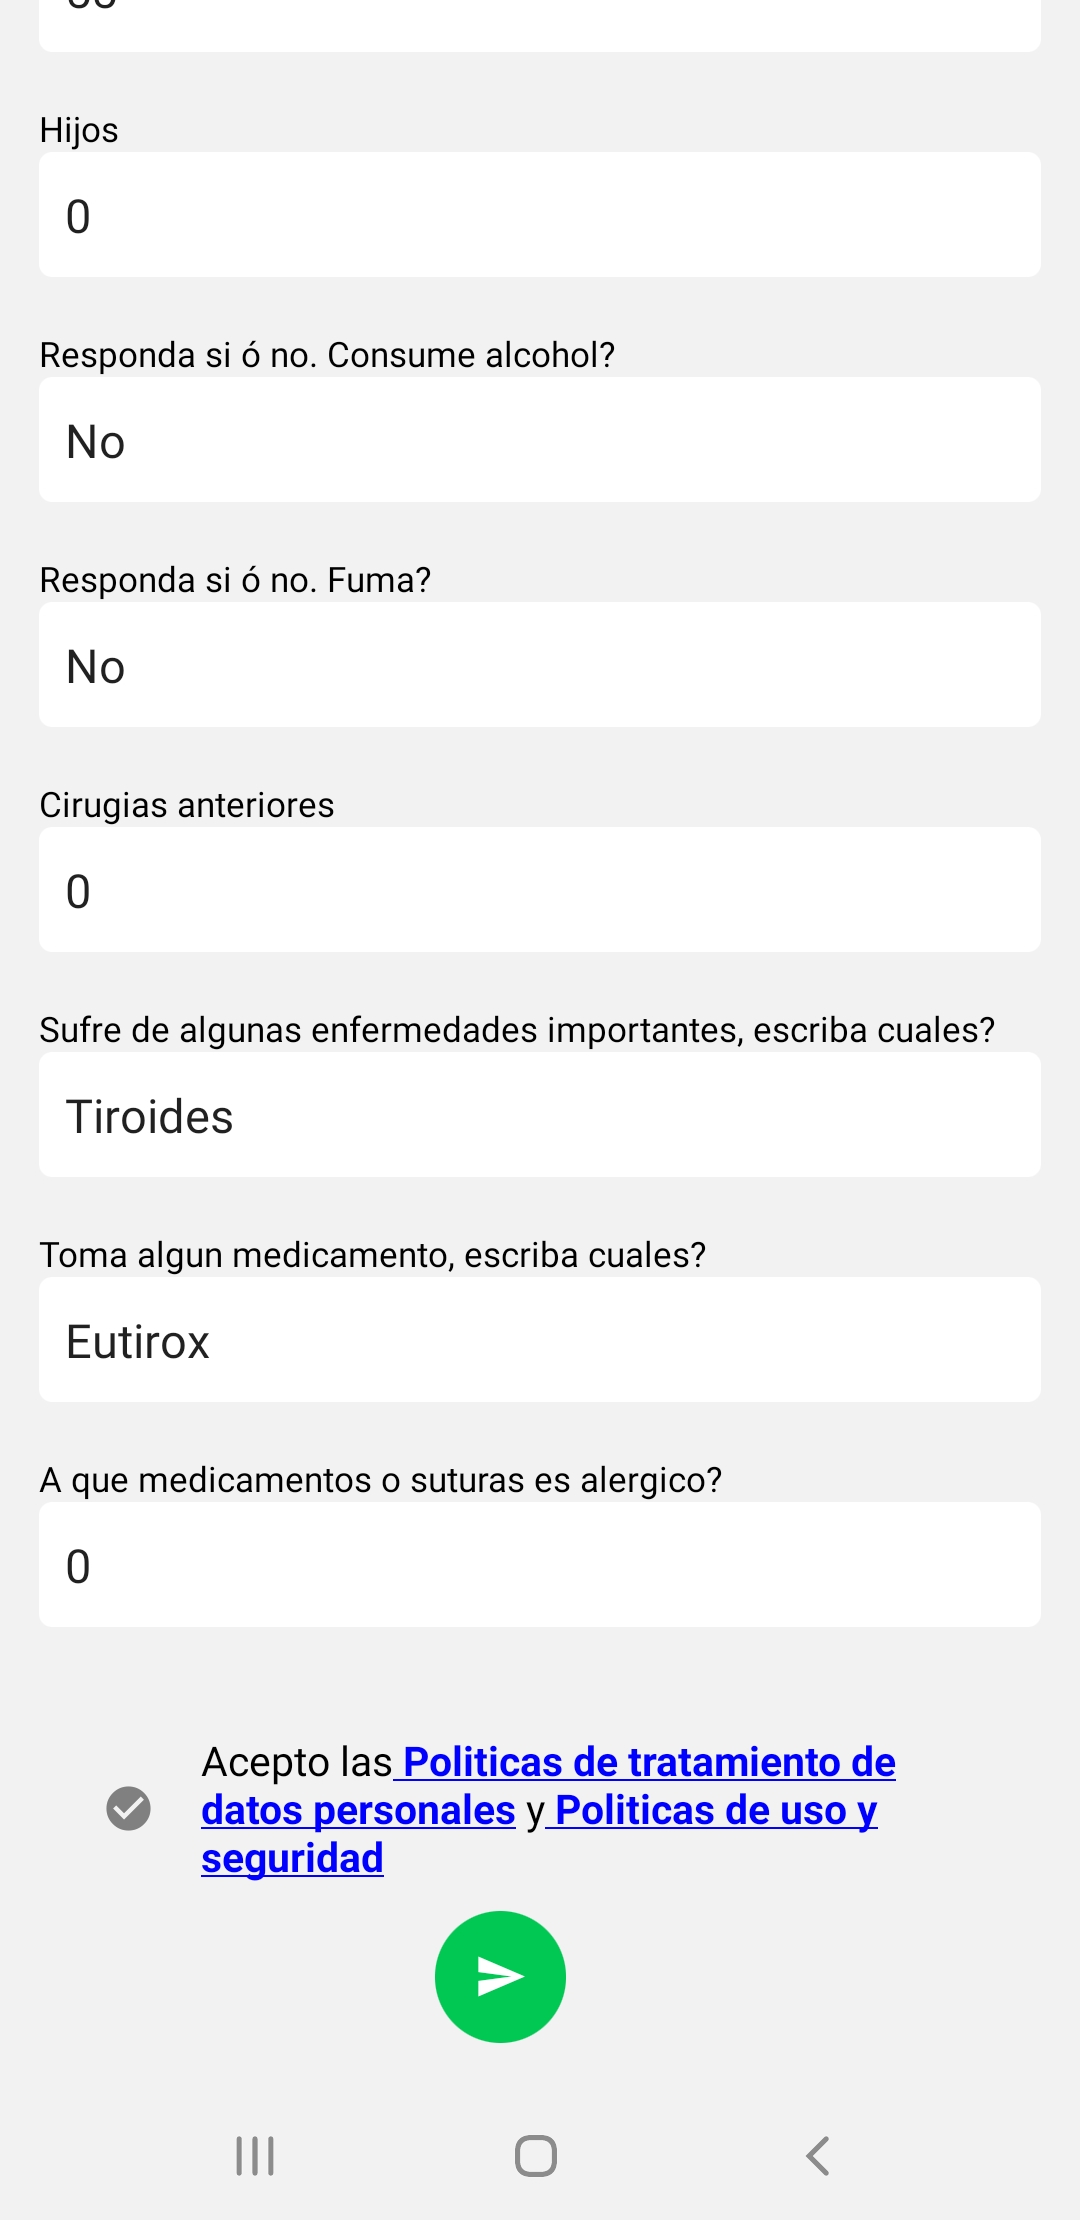 Hijos
0
Responda si ó no. Consume alcohol?
No
Responda si ó no. Fuma?
No
Cirugias anteriores
0
Sufre de algunas enfermedades importantes, escriba cuales?
Tiroides
Toma algun medicamento, escriba cuales?
Eutirox
A que medicamentos o suturas es alergico?
0
Acepto las Politicas de tratamiento de
datos personales y Politicas de uso y
seguridad